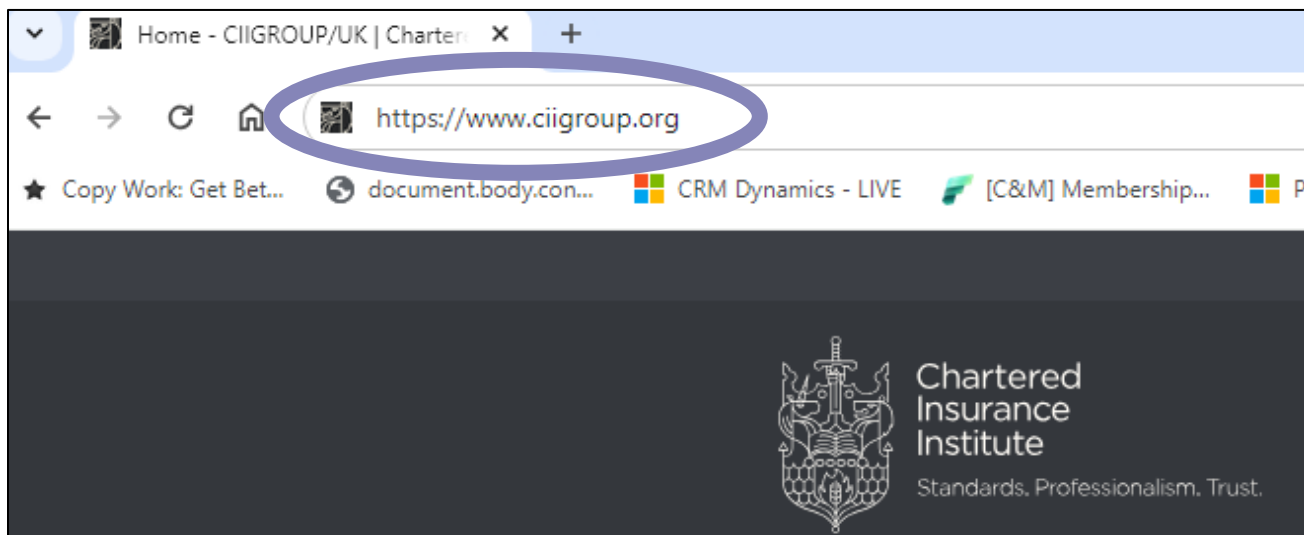 Home - CIIGROUP/UK | Charter
https://www.ciigroup.org
Copy Work: Get Bet... document.body.con... CRM Dynamics - LIVE [C&M] Membership... P
Chartered
Insurance
Institute
Standards. Professionalism. Trust.